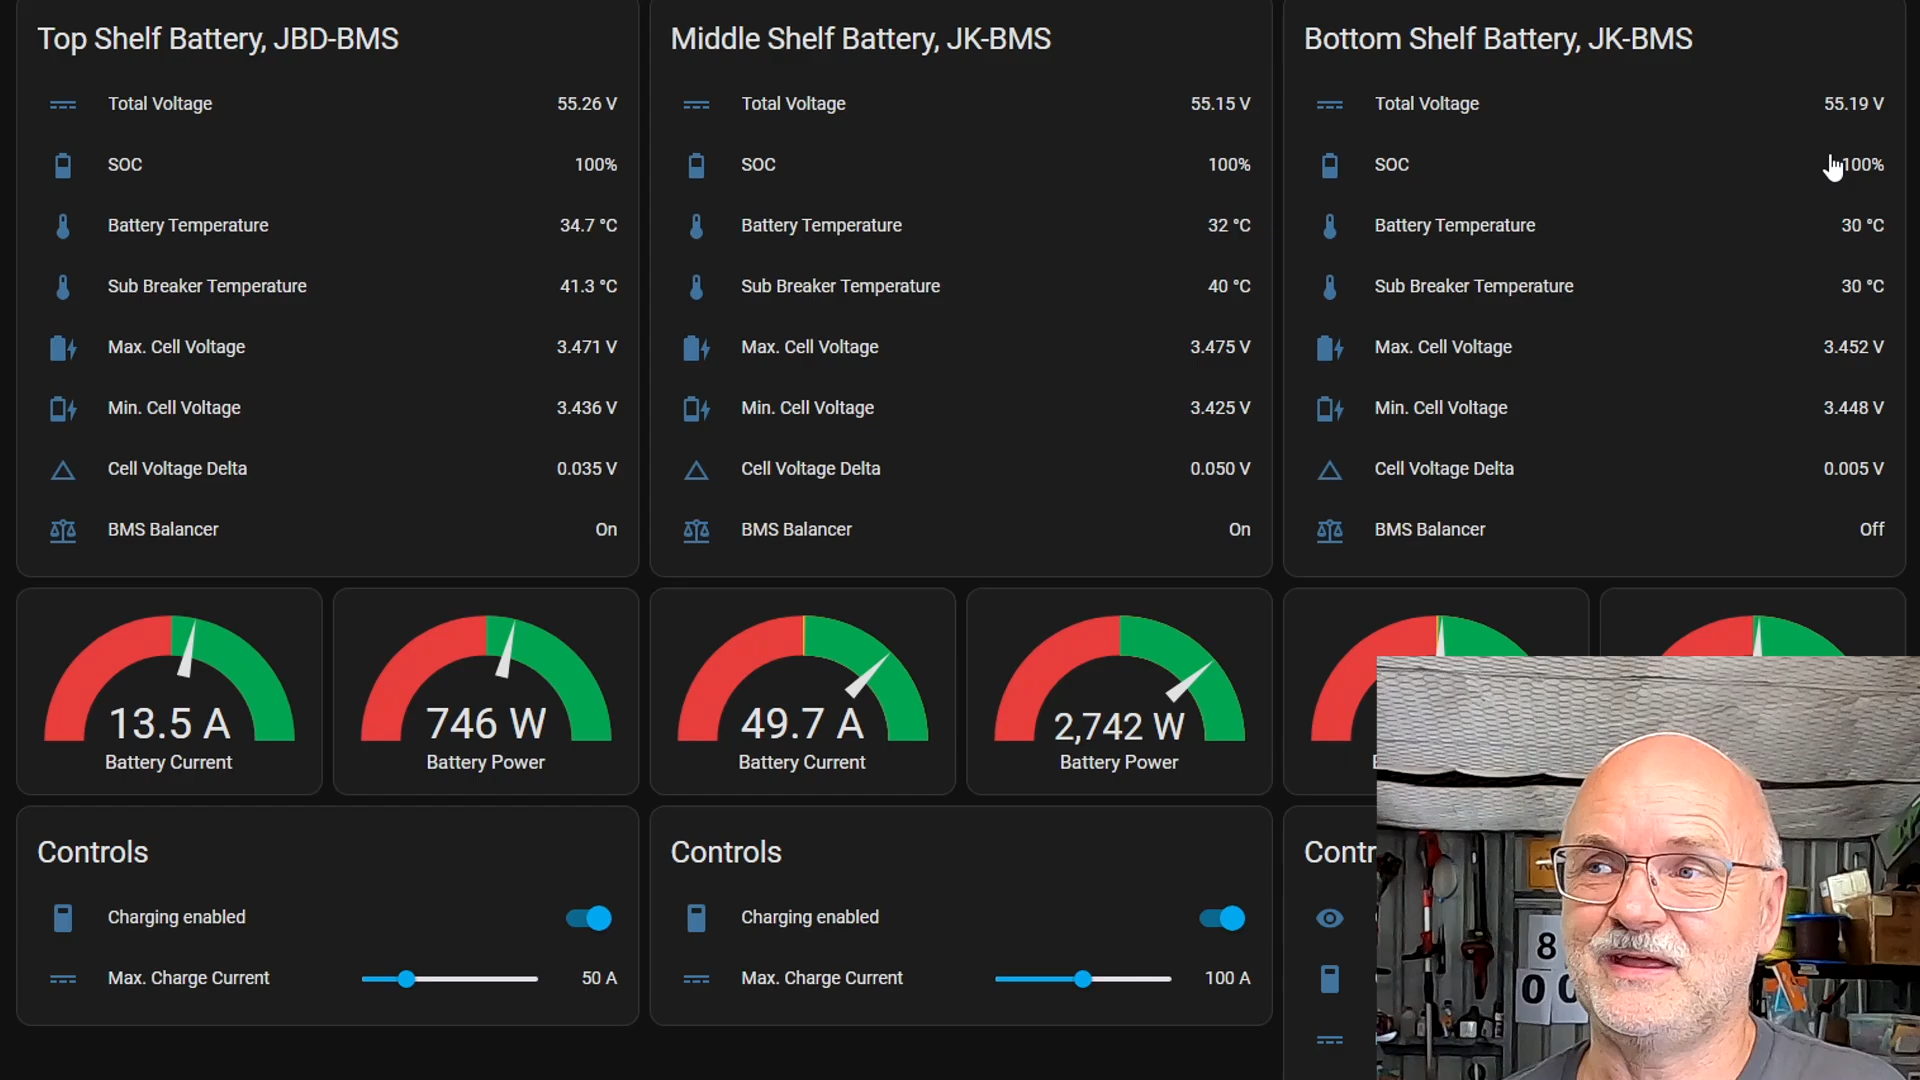 Top Shelf Battery, JBD-BMS
Total Voltage 55.26 V
SOC 100%
Battery Temperature 34.7 °C
Sub Breaker Temperature 41.3 °C
Max. Cell Voltage 3.471 V
Min. Cell Voltage 3.436 V
Cell Voltage Delta 0.035 V
BMS Balancer On
13.5 A
Battery Current
746 W
Battery Power
Controls
Charging enabled
Max. Charge Current 50 A
Middle Shelf Battery, JK-BMS
Total Voltage 55.15 V
SOC 100%
Battery Temperature 32 °C
Sub Breaker Temperature 40 °C
Max. Cell Voltage 3.475 V
Min. Cell Voltage 3.425 V
Cell Voltage Delta 0.050 V
BMS Balancer On
49.7 A
Battery Current
2,742 W
Battery Power
Controls
Charging enabled
Max. Charge Current 100 A
Bottom Shelf Battery, JK-BMS
Total Voltage 55.19 V
SOC 100%
Battery Temperature 30 °C
Sub Breaker Temperature 30 °C
Max. Cell Voltage 3.452 V
Min. Cell Voltage 3.448 V
Cell Voltage Delta 0.005 V
BMS Balancer Off
Contr
8
0 0